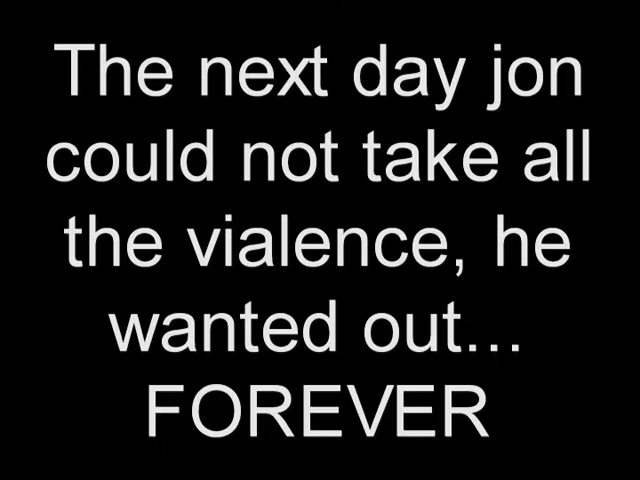 The next day jon
could not take all
the vialence, he
wanted out...
FOREVER